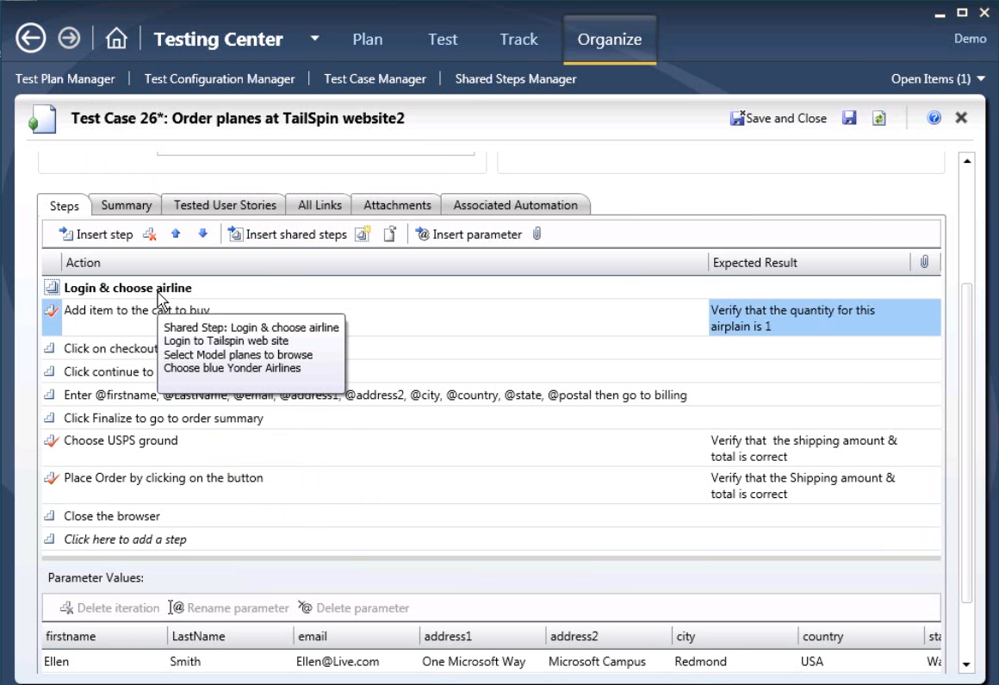 Testing Center Plan Test Track Organize Demo
Test Plan Manager Test Configuration Manager Test Case Manager Shared Steps Manager Open Items (1)
Test Case 26*: Order planes at TailSpin website2 Save and Close
Steps Summary Tested User Stories All Links Attachments Associated Automation
Insert step Insert shared steps Insert parameter
Action Expected Result
Login & choose airline
Add item to the cart to buy Verify that the quantity for this
airplain is 1
Shared Step: Login & choose airline
Login to Tailspin web site
Select Model planes to browse
Choose blue Yonder Airlines
Click on checkout
Click continue to
Enter @firstname, @LastName, @email, @address1, @address2, @city, @country, @state, @postal then go to billing
Click Finalize to go to order summary
Choose USPS ground Verify that the shipping amount &
total is correct
Place Order by clicking on the button Verify that the Shipping amount &
total is correct
Close the browser
Click here to add a step
Parameter Values:
Delete iteration Rename parameter Delete parameter
firstname LastName email address1 address2 city country
Ellen Smith Ellen@Live.com One Microsoft Way Microsoft Campus Redmond USA